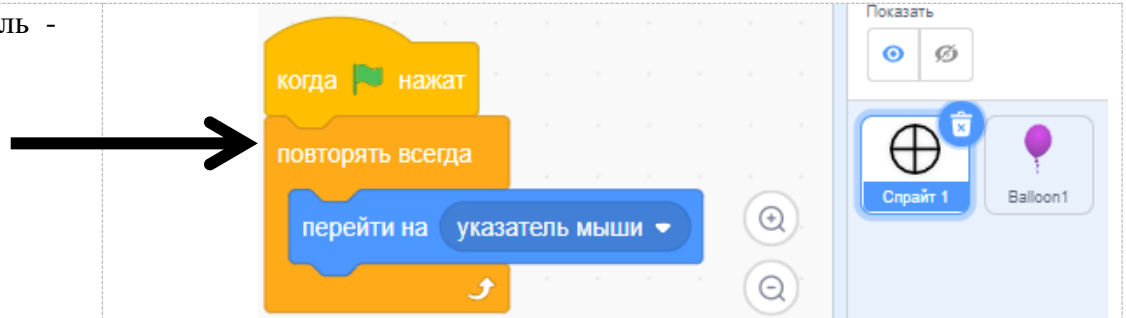 ль -
когда нажат
повторять всегда
перейти на указатель мыши
Показать
Спрайт 1
Balloon1